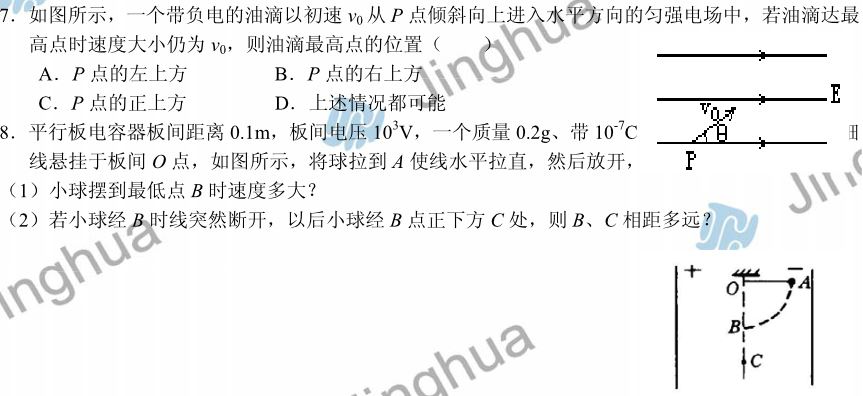 7. 如图所示，一个带负电的油滴以初速 v₀ 从 P 点倾斜向上进入水平方向的匀强电场中，若油滴达最
高点时速度大小仍为 v₀，则油滴最高点的位置（　　）
A. P 点的左上方　　B. P 点的右上方
C. P 点的正上方　　D. 上述情况都可能
E
v₀
θ
P
8. 平行板电容器板间距离 0.1m，板间电压 10³V，一个质量 0.2g、带 10⁻⁷C
线悬挂于板间 O 点，如图所示，将球拉到 A 使线水平拉直，然后放开，
（1）小球摆到最低点 B 时速度多大？
（2）若小球经 B 时线突然断开，以后小球经 B 点正下方 C 处，则 B、C 相距多远？
+ −
O A
B
C
Jinghua
inghua
inghua